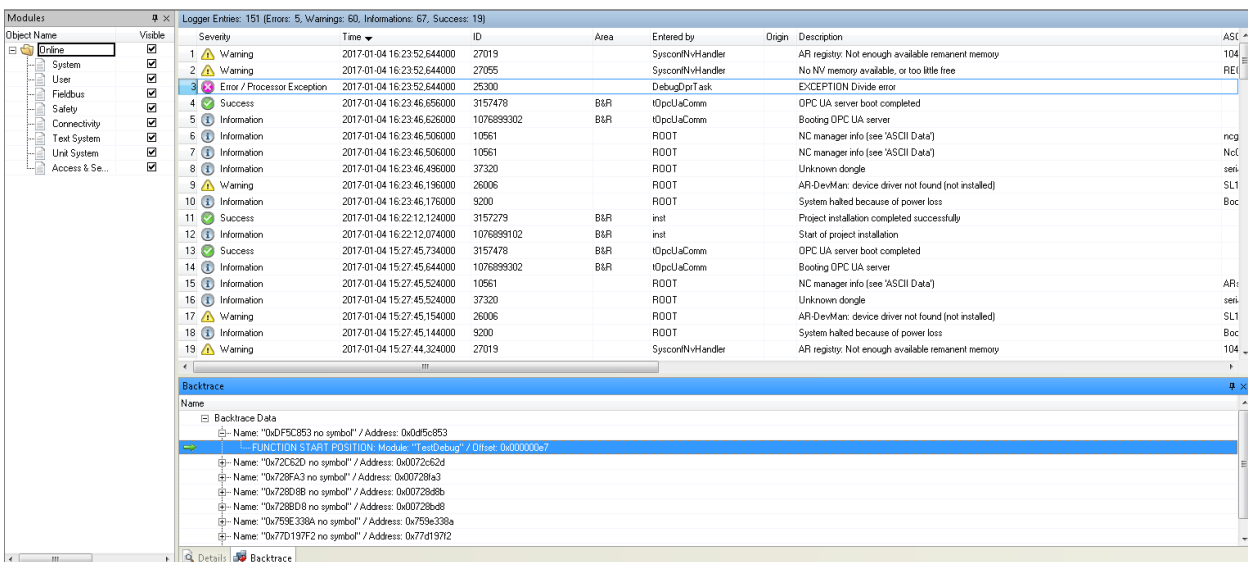 Modules
Object Name Visible
Online
System
User
Fieldbus
Safety
Connectivity
Text System
Unit System
Access & Se...
Logger Entries: 151 (Errors: 5, Warnings: 60, Informations: 67, Success: 19)
Severity Time ID Area Entered by Origin Description ASC
1 Warning 2017-01-04 16:23:52,644000 27019 SysconfNvHandler AR registry: Not enough available remanent memory 104
2 Warning 2017-01-04 16:23:52,644000 27055 SysconfNvHandler No NV memory available, or too little free
3 Error / Processor Exception 2017-01-04 16:23:52,644000 25300 DebugDprTask EXCEPTION Divide error
4 Success 2017-01-04 16:23:46,656000 3157478 B&R tOpcUaComm OPC UA server boot completed
5 Information 2017-01-04 16:23:46,626000 1076899302 B&R tOpcUaComm Booting OPC UA server
6 Information 2017-01-04 16:23:46,506000 10561 ROOT NC manager info (see 'ASCII Data') ncg
7 Information 2017-01-04 16:23:46,506000 10561 ROOT NC manager info (see 'ASCII Data')
8 Information 2017-01-04 16:23:46,496000 37320 ROOT Unknown dongle seri
9 Warning 2017-01-04 16:23:46,196000 26006 ROOT AR-DevMan: device driver not found (not installed) SL1
10 Information 2017-01-04 16:23:46,176000 9200 ROOT System halted because of power loss Boc
11 Success 2017-01-04 16:22:12,124000 3157279 B&R inst Project installation completed successfully
12 Information 2017-01-04 16:22:12,074000 1076899102 B&R inst Start of project installation
13 Success 2017-01-04 15:27:45,734000 3157478 B&R tOpcUaComm OPC UA server boot completed
14 Information 2017-01-04 15:27:45,644000 1076899302 B&R tOpcUaComm Booting OPC UA server
15 Information 2017-01-04 15:27:45,524000 10561 ROOT NC manager info (see 'ASCII Data')
16 Information 2017-01-04 15:27:45,524000 37320 ROOT Unknown dongle seri
17 Warning 2017-01-04 15:27:45,154000 26006 ROOT AR-DevMan: device driver not found (not installed) SL1
18 Information 2017-01-04 15:27:45,144000 9200 ROOT System halted because of power loss Boc
19 Warning 2017-01-04 15:27:44,324000 27019 SysconfNvHandler AR registry: Not enough available remanent memory 104
Backtrace
Name
Backtrace Data
Name: "0xDF5C853 no symbol" / Address: 0x0df5c853
FUNCTION START POSITION: Module: "TestDebug" / Offset: 0x000000e7
Name: "0x72C62D no symbol" / Address: 0x0072c62d
Name: "0x728FA3 no symbol" / Address: 0x00728fa3
Name: "0x728D8B no symbol" / Address: 0x00728d8b
Name: "0x728BD8 no symbol" / Address: 0x00728bd8
Name: "0x759E338A no symbol" / Address: 0x759e338a
Name: "0x77D197F2 no symbol" / Address: 0x77d197f2
Details Backtrace